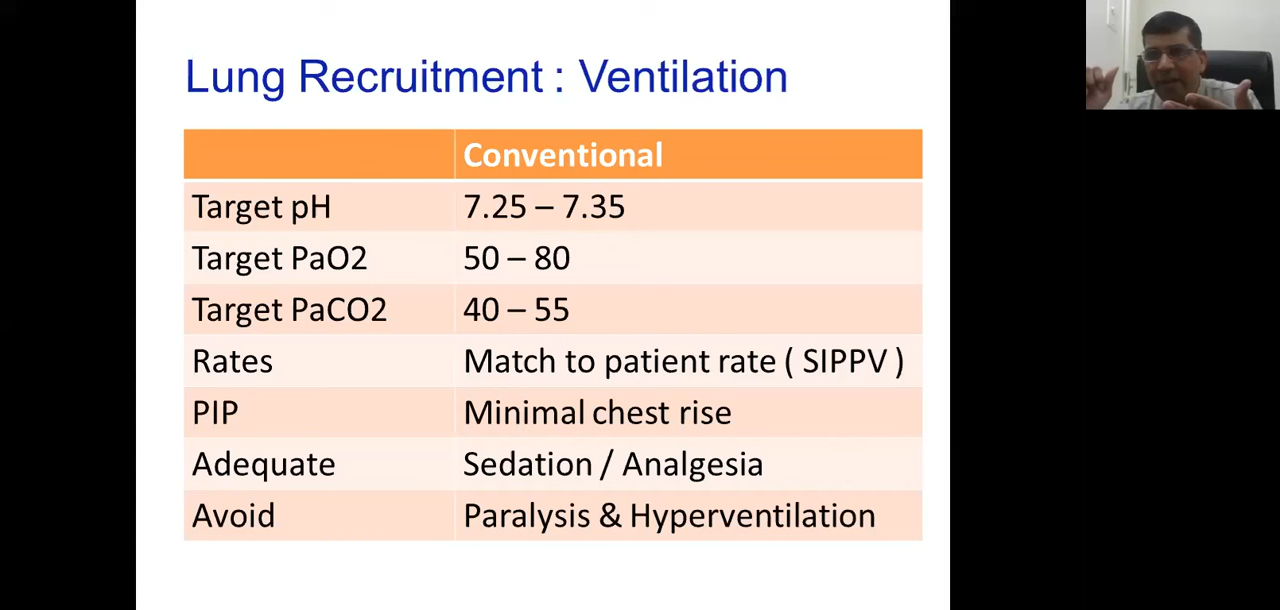 Lung Recruitment : Ventilation
Conventional
Target pH 7.25 – 7.35
Target PaO2 50 – 80
Target PaCO2 40 – 55
Rates Match to patient rate ( SIPPV )
PIP Minimal chest rise
Adequate Sedation / Analgesia
Avoid Paralysis & Hyperventilation